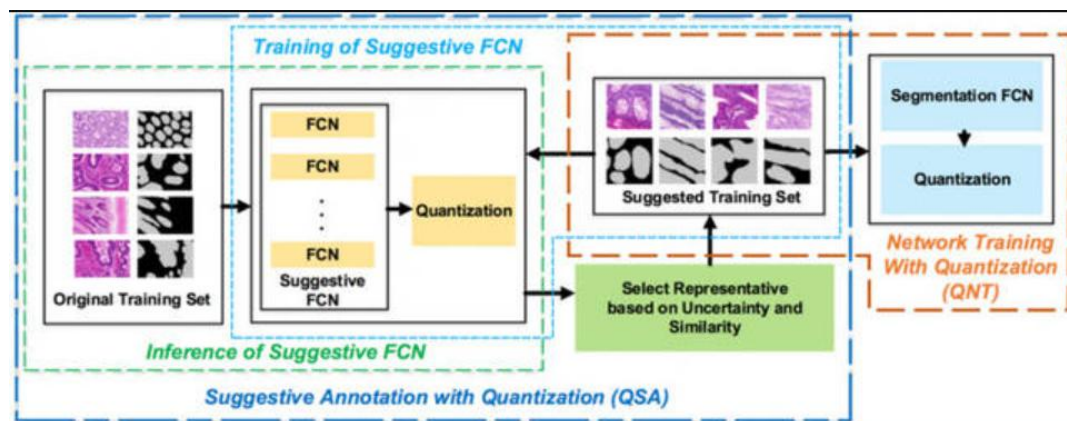 Training of Suggestive FCN
FCN
FCN
FCN
Suggestive
FCN
Quantization
Original Training Set
Inference of Suggestive FCN
Suggested Training Set
Select Representative
based on Uncertainty and
Similarity
Suggestive Annotation with Quantization (QSA)
Segmentation FCN
Quantization
Network Training
With Quantization
(QNT)